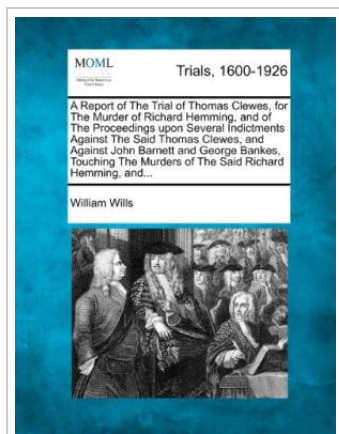 MOML
Trials, 1600-1926
A Report of The Trial of Thomas Clewes, for
The Murder of Richard Hemming, and of
The Proceedings upon Several Indictments
Against The Said Thomas Clewes, and
Against John Barnett and George Bankes,
Touching The Murders of The Said Richard
Hemming, and...
William Wills